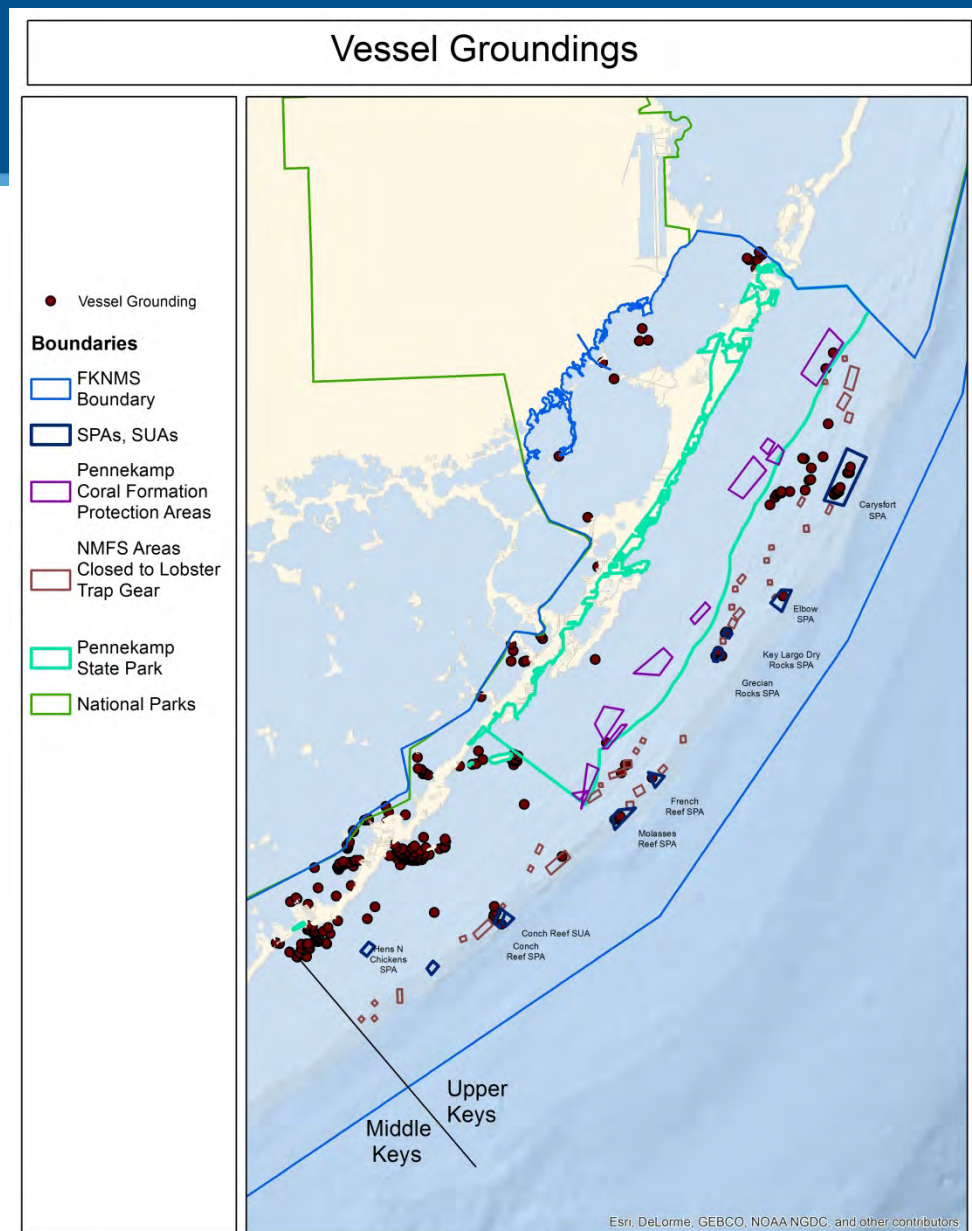 Vessel Groundings
Vessel Grounding
Boundaries
FKNMS
Boundary
SPAs, SUAs
Pennekamp
Coral Formation
Protection Areas
NMFS Areas
Closed to Lobster
Trap Gear
Pennekamp
State Park
National Parks
Carysfort
SPA
Elbow
SPA
Key Largo Dry
Rocks SPA
Grecian
Rocks SPA
French
Reef SPA
Molasses
Reef SPA
Conch Reef SUA
Conch
Reef SPA
Hens N
Chickens
SPA
Upper
Keys
Middle
Keys
Esri, DeLorme, GEBCO, NOAA NGDC, and other contributors